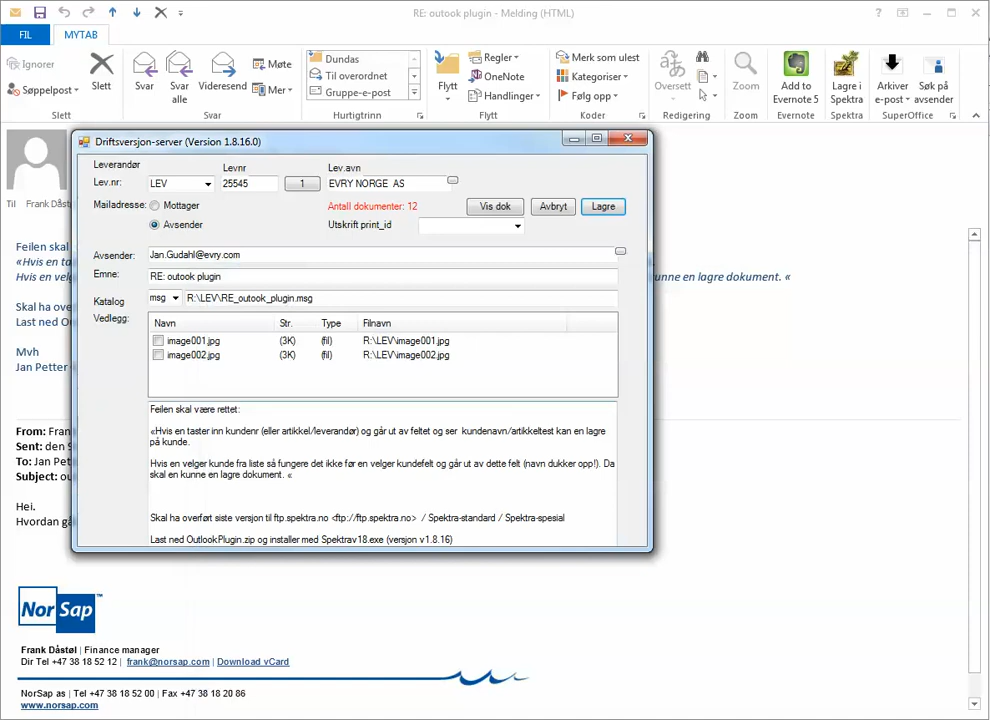 RE: outook plugin - Melding (HTML)
FIL
MYTAB
Ignorer
Søppelpost
Slett
Slett
Svar
Svar alle
Videresend
Møte
Mer
Svar
Dundas
Til overordnet
Gruppe-e-post
Hurtigtrinn
Flytt
Regler
OneNote
Handlinger
Flytt
Merk som ulest
Kategoriser
Følg opp
Koder
Oversett
Redigering
Zoom
Zoom
Add to Evernote 5
Evernote
Lagre i Spektra
Spektra
Arkiver e-post
Søk på avsender
SuperOffice
Til Frank Dåstø
Driftsversjon-server (Version 1.8.16.0)
Leverandør
Levnr
Lev.avn
Lev.nr:
LEV
25545
1
EVRY NORGE AS
Mailadresse:
Mottager
Antall dokumenter: 12
Vis dok
Avbryt
Lagre
Avsender
Utskrift print_id
Avsender:
Jan.Gudahl@evry.com
Emne:
RE: outook plugin
Katalog
msg
R:\LEV\RE_outook_plugin.msg
Vedlegg:
Navn Str. Type Filnavn
image001.jpg (3K) (fil) R:\LEV\image001.jpg
image002.jpg (3K) (fil) R:\LEV\image002.jpg
Feilen skal være rettet:
«Hvis en taster inn kundenr (eller artikkel/leverandør) og går ut av feltet og ser kundenavn/artikkeltest kan en lagre
på kunde.
Hvis en velger kunde fra liste så fungere det ikke før en velger kundefelt og går ut av dette felt (navn dukker opp!). Da
skal en kunne en lagre dokument. «
Skal ha overført siste versjon til ftp.spektra.no <ftp://ftp.spektra.no> / Spektra-standard / Spektra-spesial
Last ned OutlookPlugin.zip og installer med Spektrav18.exe (versjon v1.8.16)
Feilen skal
«Hvis en tas
Hvis en velg
unne en lagre dokument. «
Skal ha ove
Last ned O
Mvh
Jan Petter
From: Fran
Sent: den 9
To: Jan Pet
Subject: ou
Hei.
Hvordan gå
Nor Sap ™
Frank Dåstøl | Finance manager
Dir Tel +47 38 18 52 12 | frank@norsap.com | Download vCard
NorSap as | Tel +47 38 18 52 00 | Fax +47 38 18 20 86
www.norsap.com